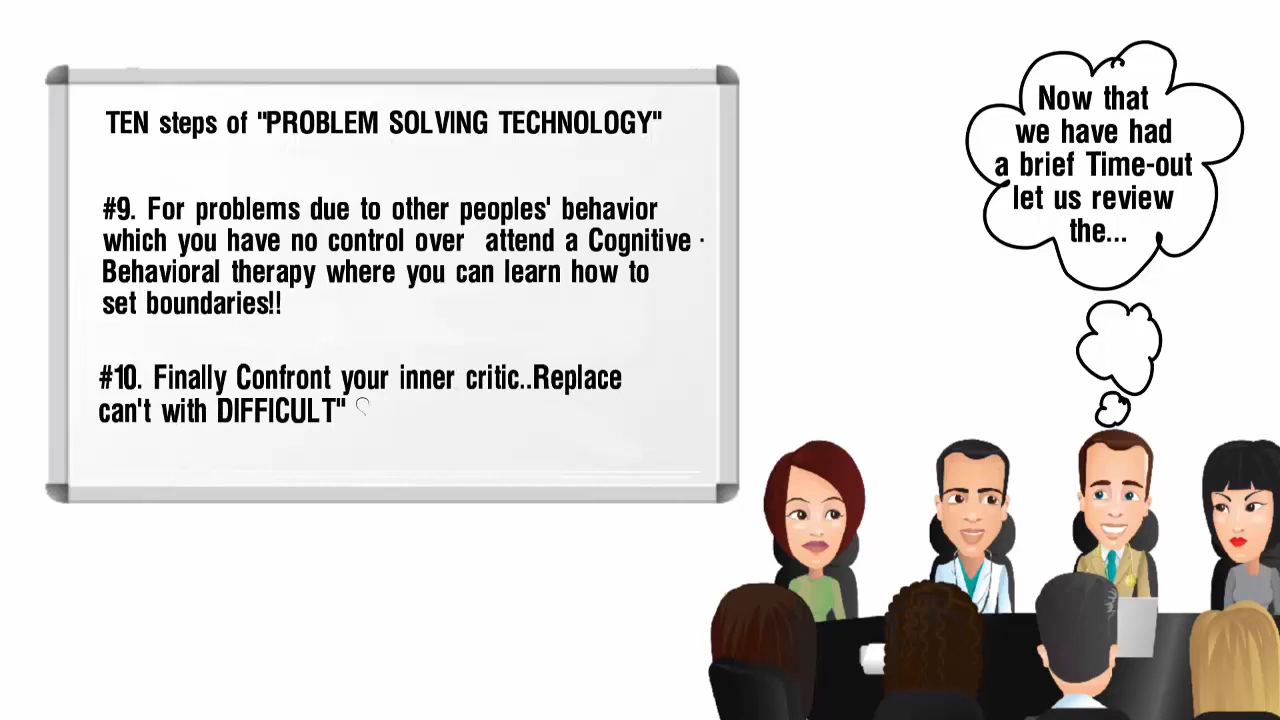 TEN steps of "PROBLEM SOLVING TECHNOLOGY"
#9. For problems due to other peoples' behavior
which you have no control over attend a Cognitive -
Behavioral therapy where you can learn how to
set boundaries!!
#10. Finally Confront your inner critic..Replace
can't with DIFFICULT"
Now that
we have had
a brief Time-out
let us review
the...